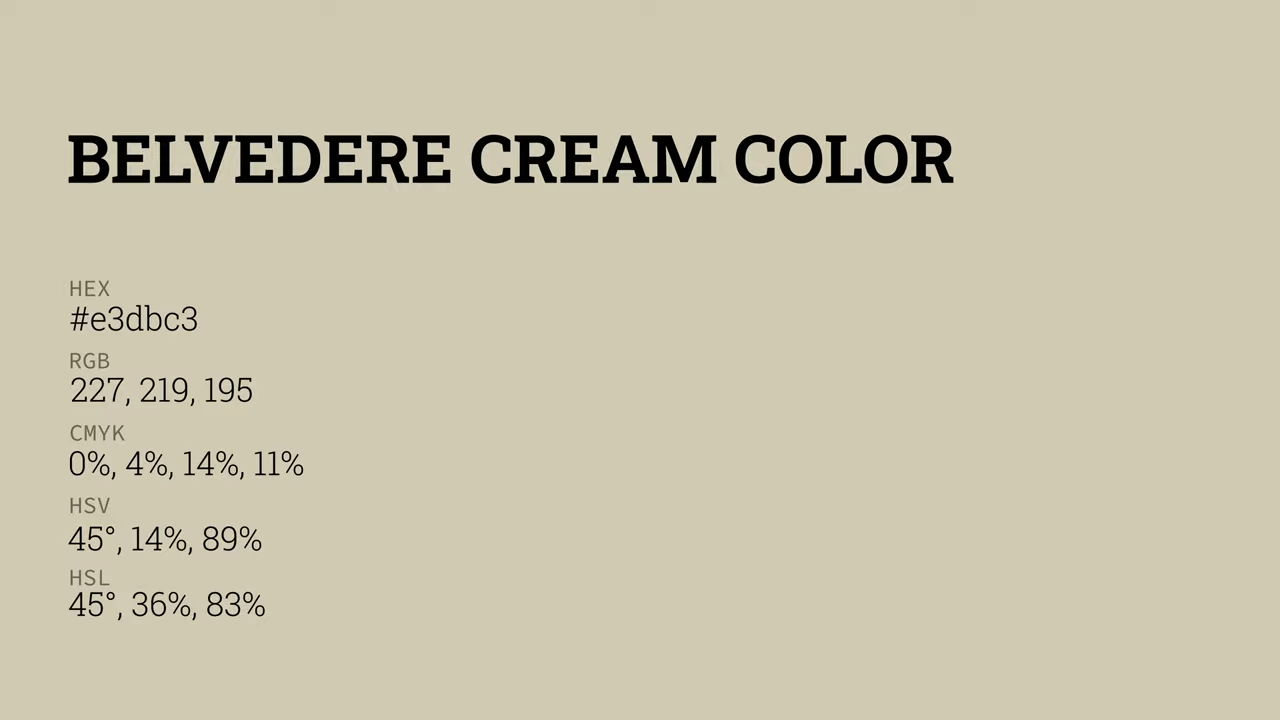 BELVEDERE CREAM COLOR
HEX
#e3dbc3
RGB
227, 219, 195
CMYK
0%, 4%, 14%, 11%
HSV
45°, 14%, 89%
HSL
45°, 36%, 83%